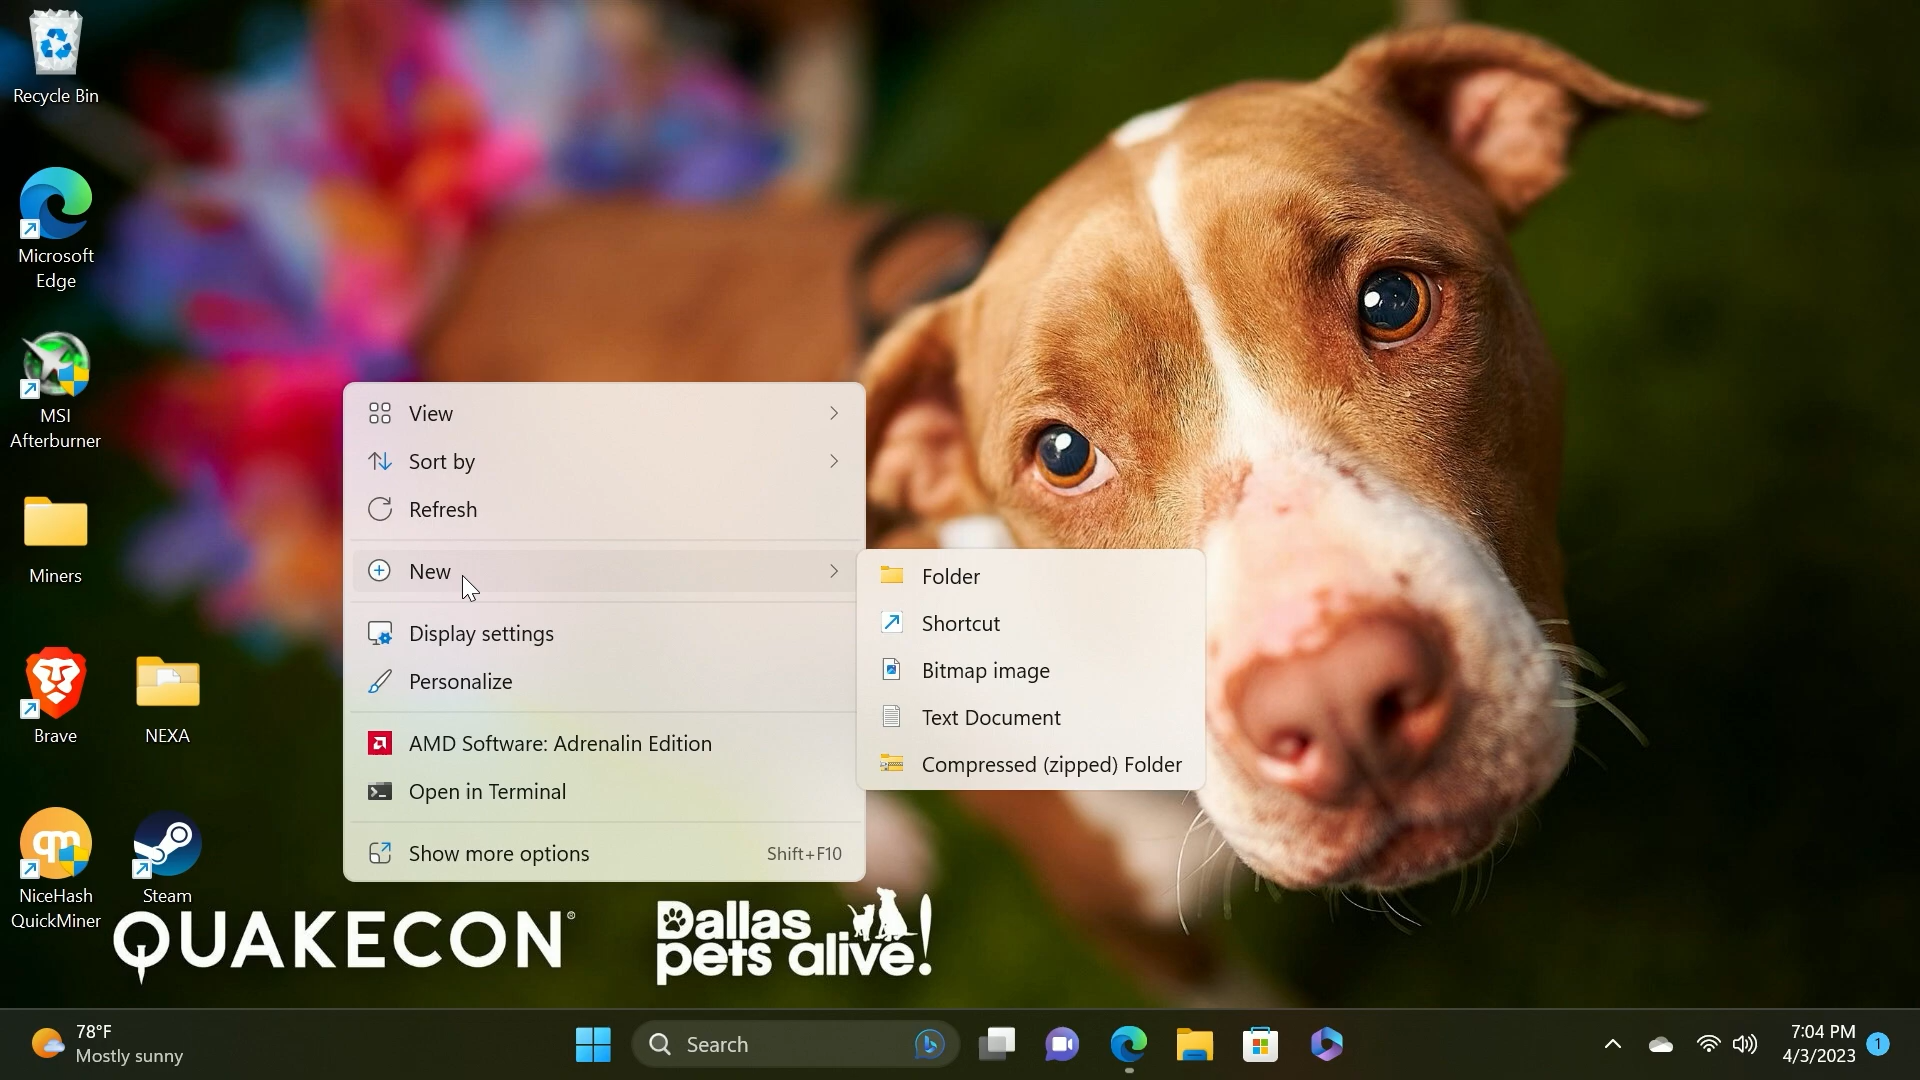 Recycle Bin
Microsoft
Edge
MSI
Afterburner
Miners
Brave
NEXA
NiceHash
QuickMiner
Steam
View
Sort by
Refresh
New
Display settings
Personalize
AMD Software: Adrenalin Edition
Open in Terminal
Show more options Shift+F10
Folder
Shortcut
Bitmap image
Text Document
Compressed (zipped) Folder
qm
QUAKECON®
Dallas
pets alive!
78°F
Mostly sunny
Search
7:04 PM
4/3/2023
1